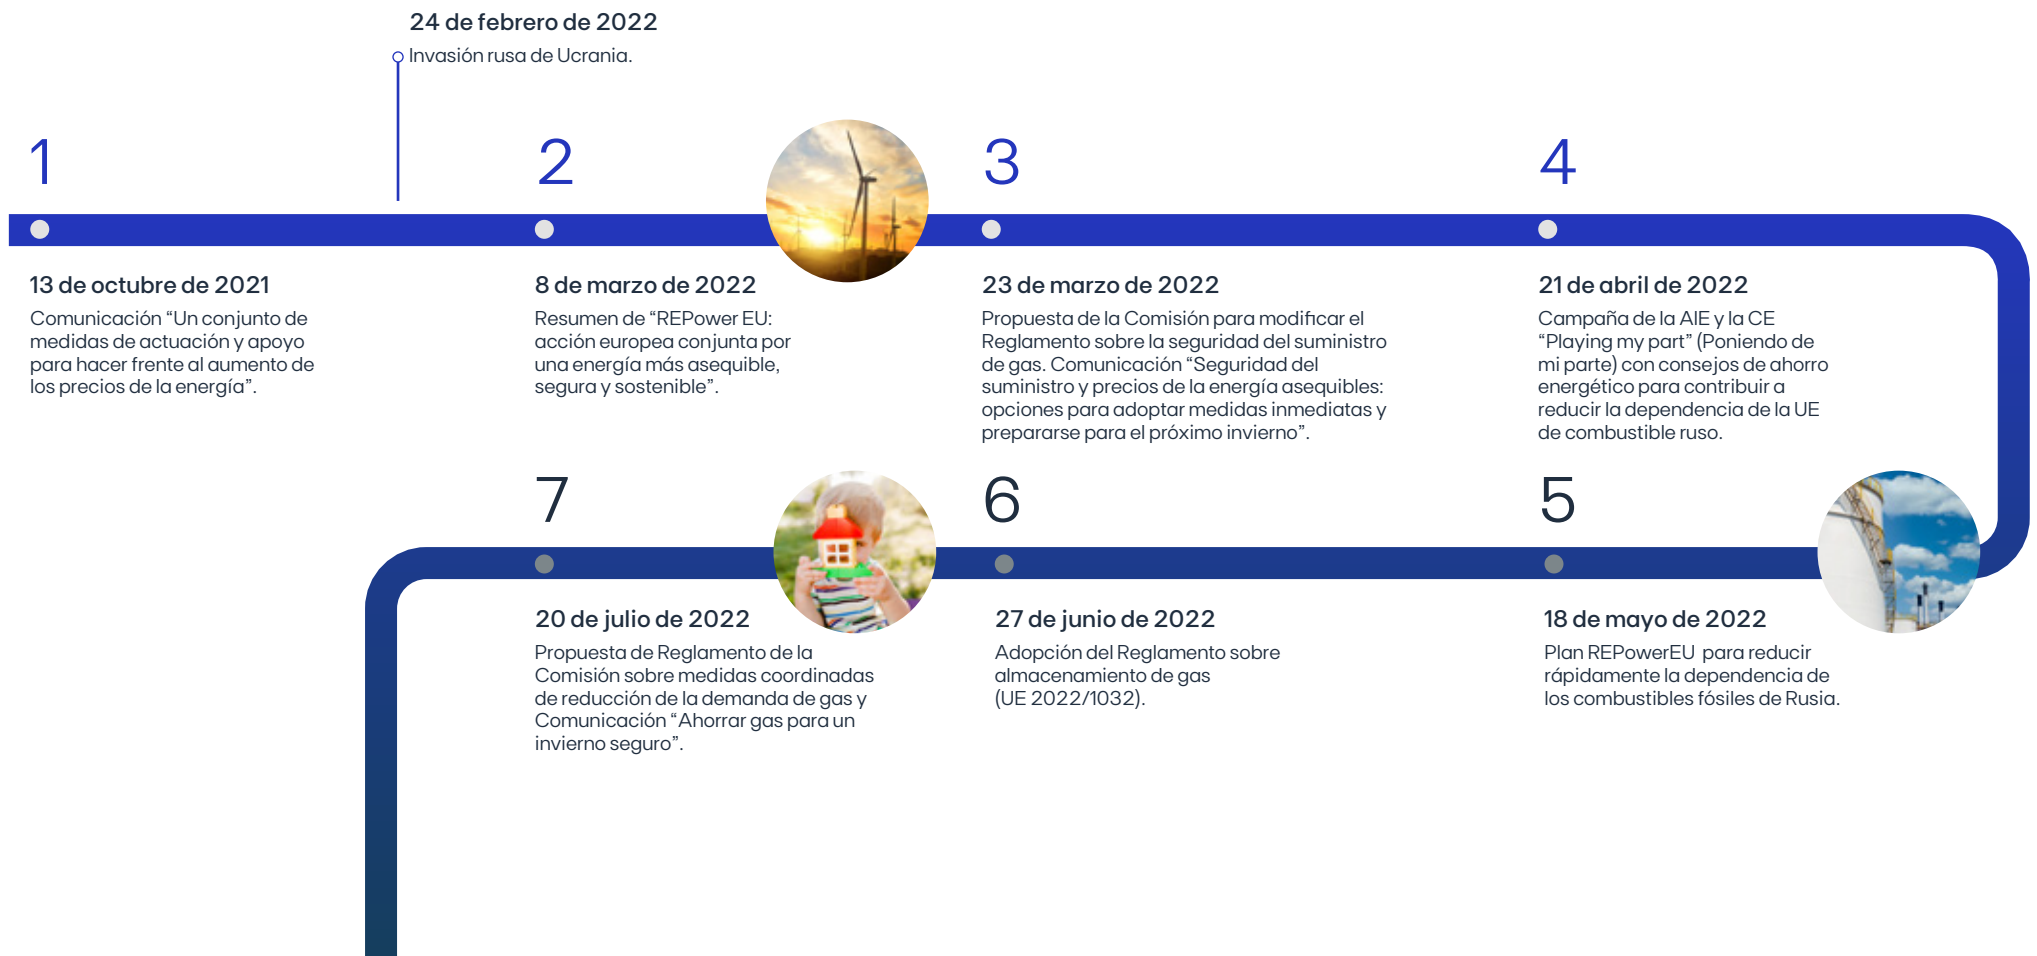 24 de febrero de 2022
Invasión rusa de Ucrania.
1
13 de octubre de 2021
Comunicación “Un conjunto de
medidas de actuación y apoyo
para hacer frente al aumento de
los precios de la energía”.
2
8 de marzo de 2022
Resumen de “REPower EU:
acción europea conjunta por
una energía más asequible,
segura y sostenible”.
3
23 de marzo de 2022
Propuesta de la Comisión para modificar el
Reglamento sobre la seguridad del suministro
de gas. Comunicación “Seguridad del
suministro y precios de la energía asequibles:
opciones para adoptar medidas inmediatas y
prepararse para el próximo invierno”.
4
21 de abril de 2022
Campaña de la AIE y la CE
“Playing my part” (Poniendo de
mi parte) con consejos de ahorro
energético para contribuir a
reducir la dependencia de la UE
de combustible ruso.
5
18 de mayo de 2022
Plan REPowerEU para reducir
rápidamente la dependencia de
los combustibles fósiles de Rusia.
6
27 de junio de 2022
Adopción del Reglamento sobre
almacenamiento de gas
(UE 2022/1032).
7
20 de julio de 2022
Propuesta de Reglamento de la
Comisión sobre medidas coordinadas
de reducción de la demanda de gas y
Comunicación “Ahorrar gas para un
invierno seguro”.